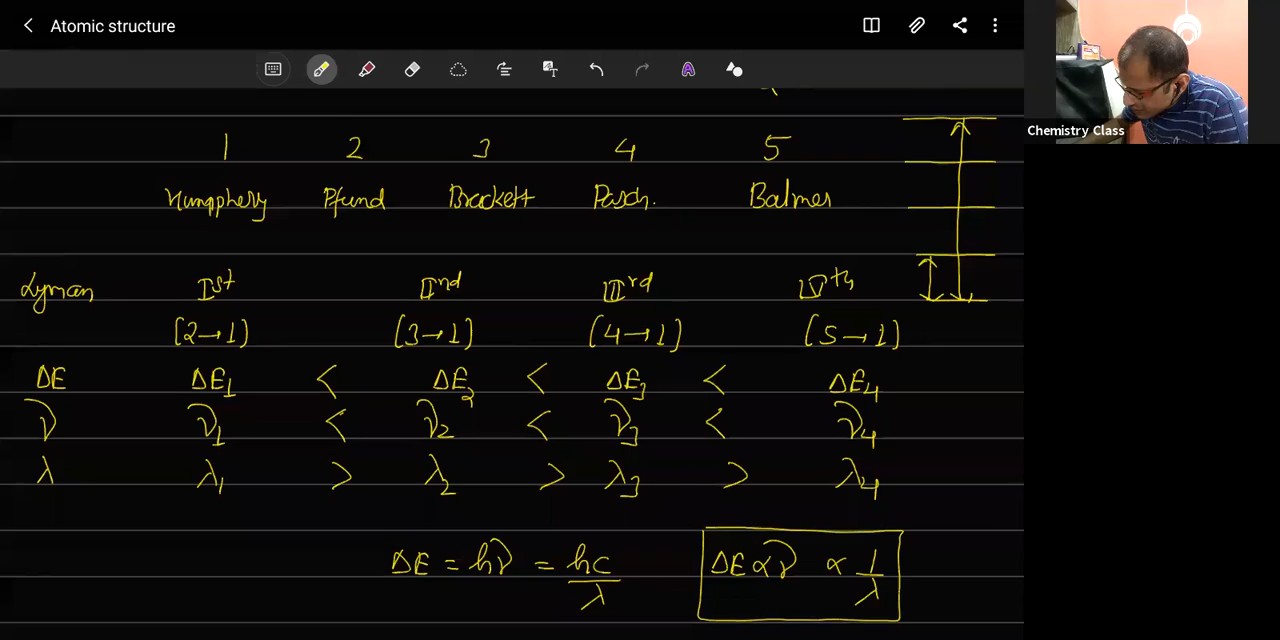 Atomic structure
Chemistry Class
1 2 3 4 5
Humpphery Pfund Brackett Pasch. Balmer
Lyman Ist IInd IIIrd IVth
(2→1) (3→1) (4→1) (5→1)
ΔE ΔE1 < ΔE2 < ΔE3 < ΔE4
ν ν1 < ν2 < ν3 < ν4
λ λ1 > λ2 > λ3 > λ4
ΔE = hν = hc/λ ΔE ∝ ν ∝ 1/λ